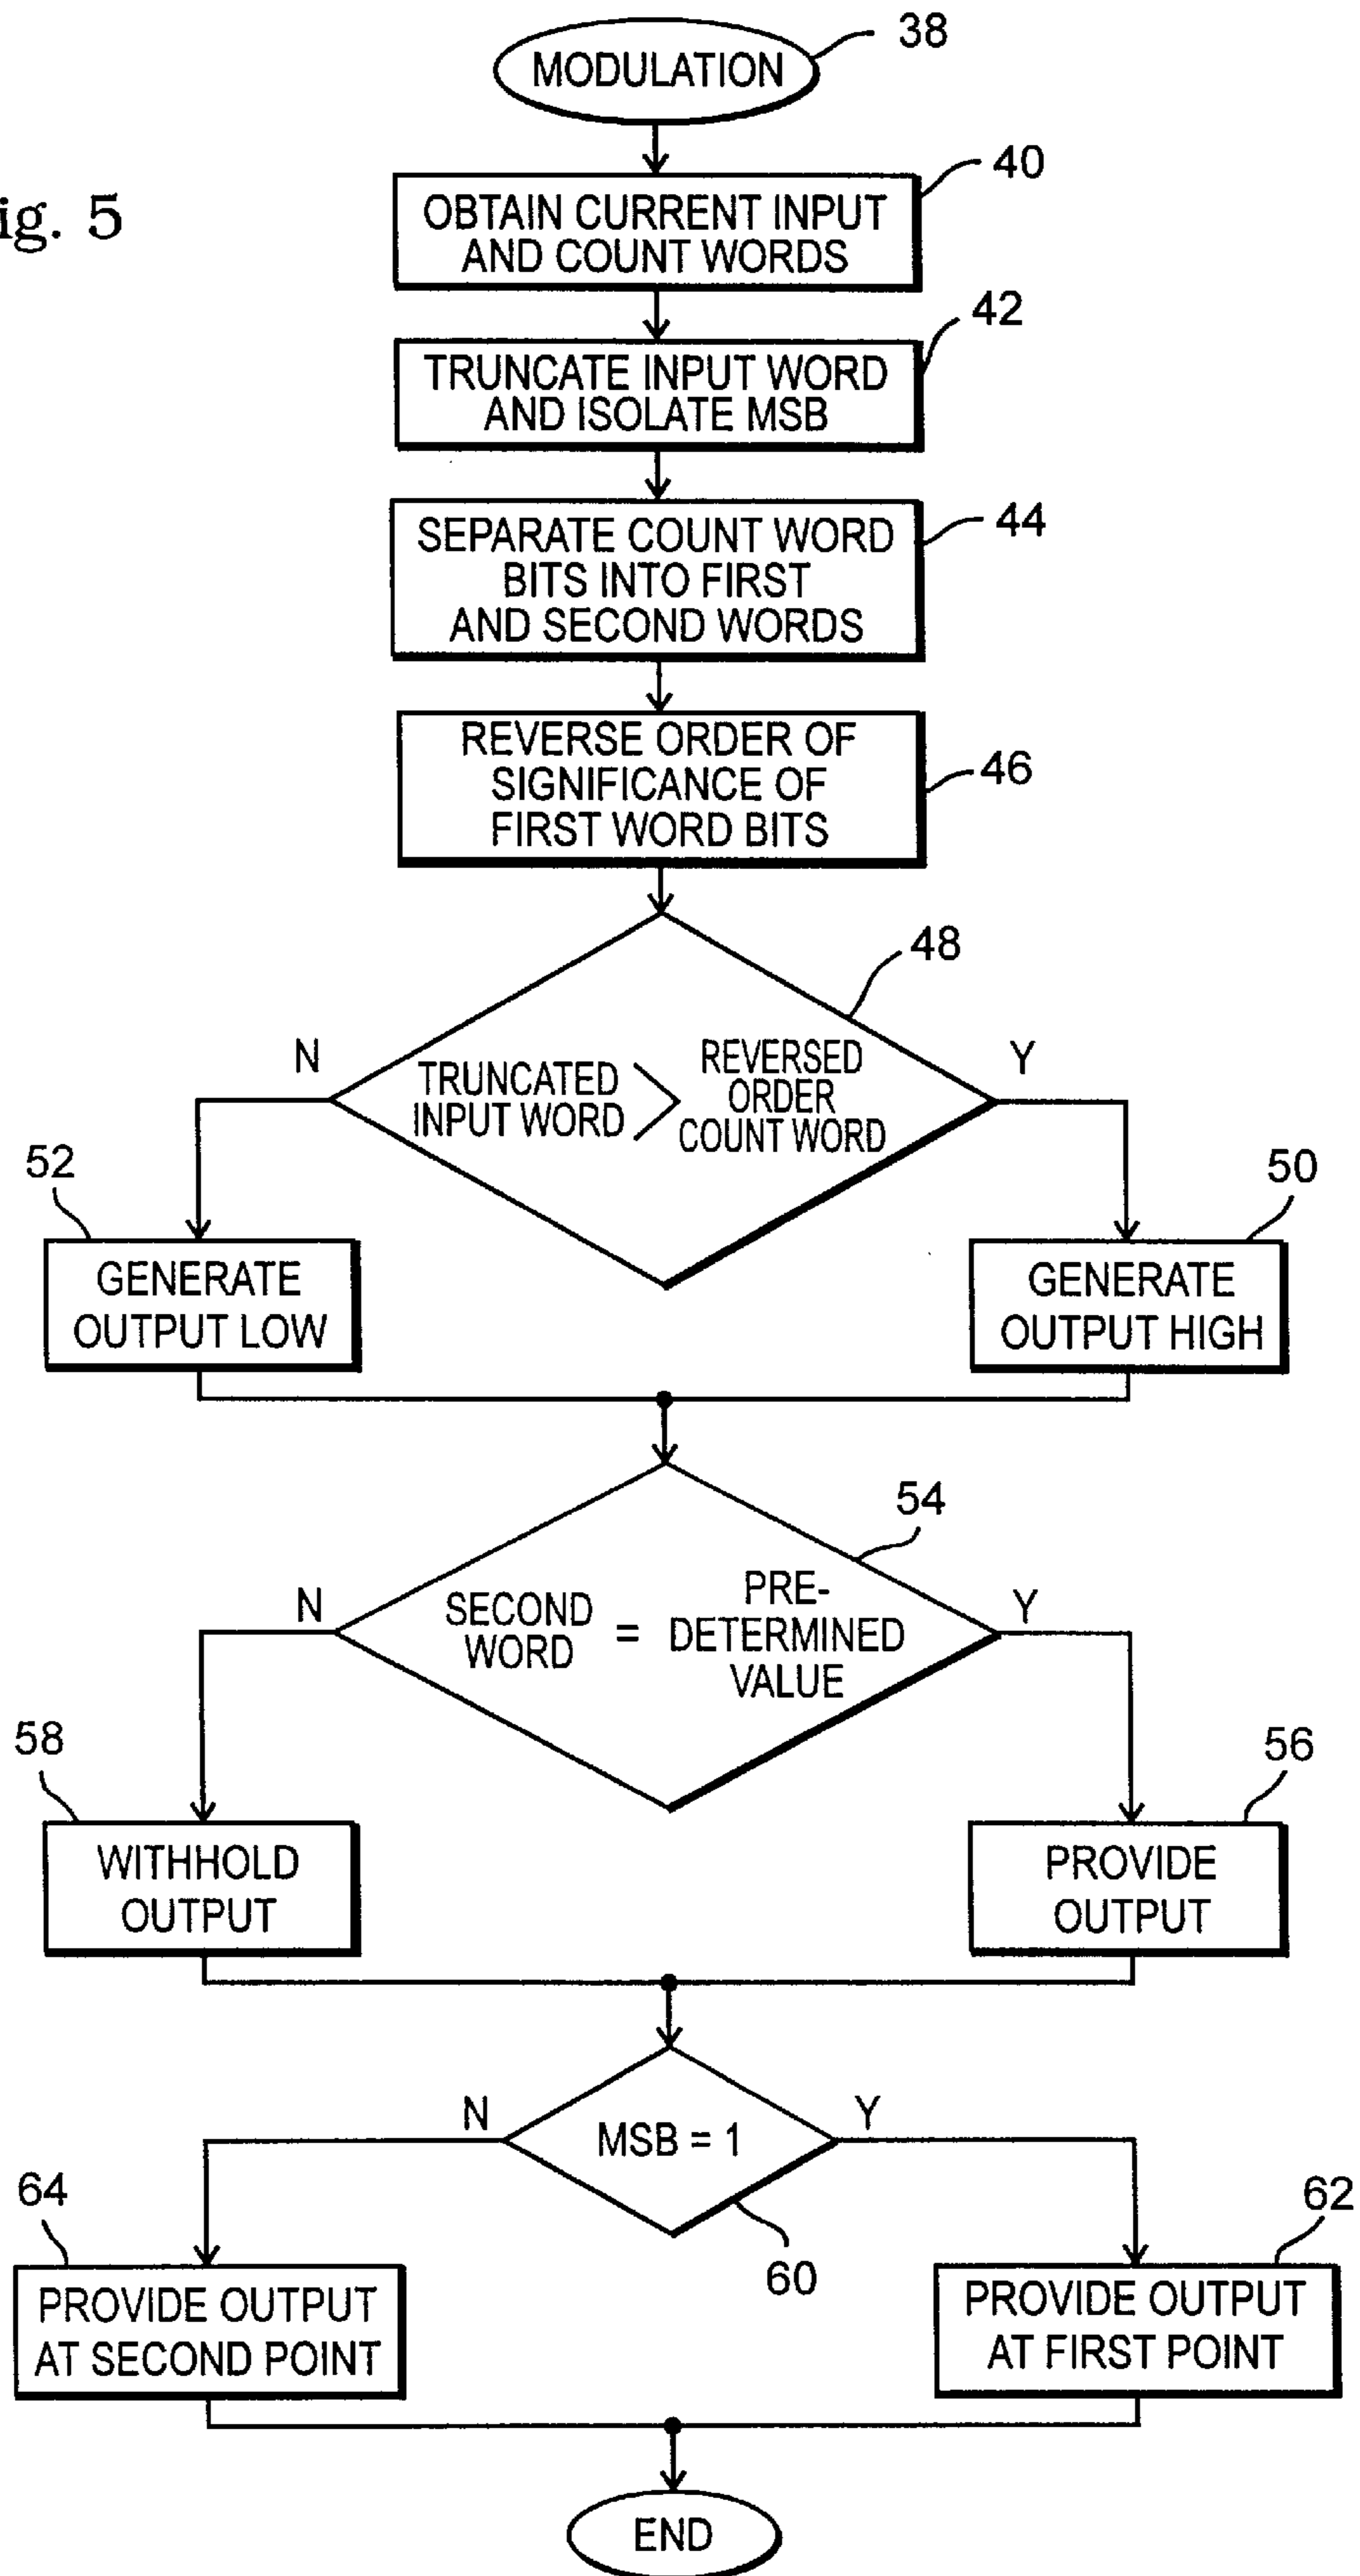 MODULATION
38
ig. 5
40
OBTAIN CURRENT INPUT
AND COUNT WORDS
42
TRUNCATE INPUT WORD
AND ISOLATE MSB
44
SEPARATE COUNT WORD
BITS INTO FIRST
AND SECOND WORDS
46
REVERSE ORDER OF
SIGNIFICANCE OF
FIRST WORD BITS
48
N
Y
TRUNCATED
INPUT WORD
>
REVERSED
ORDER
COUNT WORD
52
50
GENERATE
OUTPUT LOW
GENERATE
OUTPUT HIGH
54
N
Y
SECOND
WORD
=
PRE-
DETERMINED
VALUE
58
56
WITHHOLD
OUTPUT
PROVIDE
OUTPUT
N
Y
MSB = 1
60
64
62
PROVIDE OUTPUT
AT SECOND POINT
PROVIDE OUTPUT
AT FIRST POINT
END